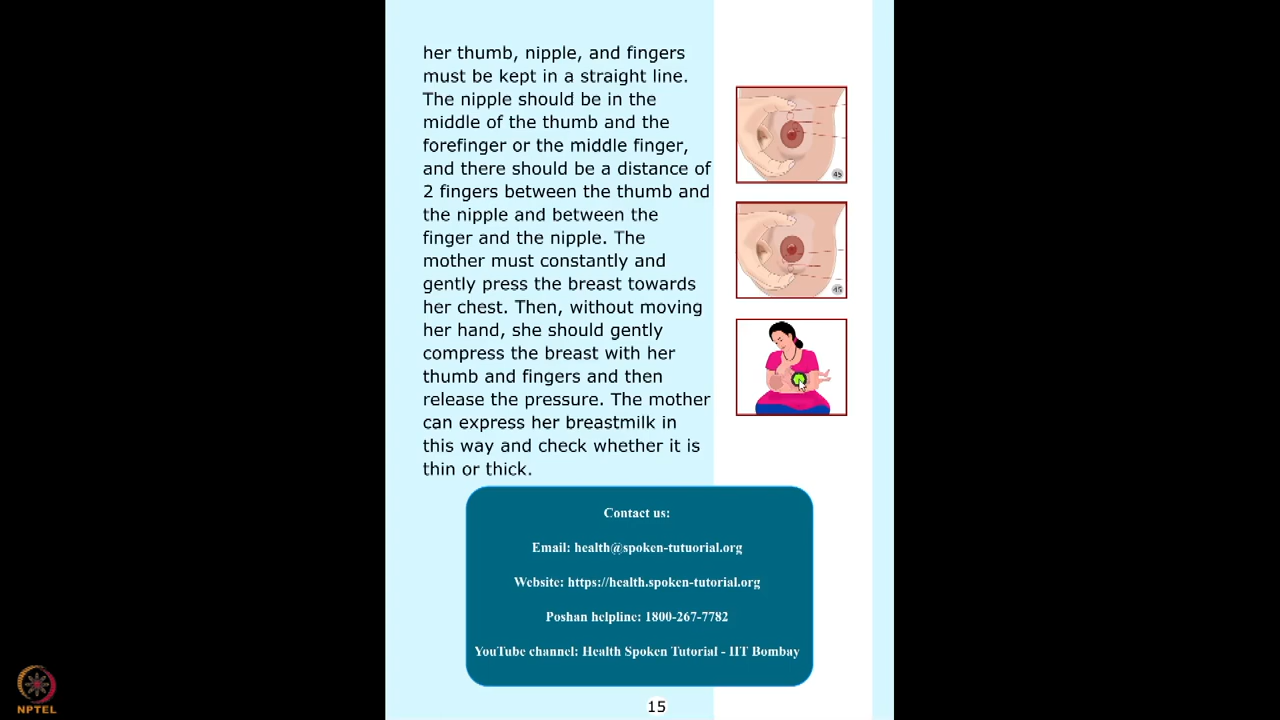 her thumb, nipple, and fingers
must be kept in a straight line.
The nipple should be in the
middle of the thumb and the
forefinger or the middle finger,
and there should be a distance of
2 fingers between the thumb and
the nipple and between the
finger and the nipple. The
mother must constantly and
gently press the breast towards
her chest. Then, without moving
her hand, she should gently
compress the breast with her
thumb and fingers and then
release the pressure. The mother
can express her breastmilk in
this way and check whether it is
thin or thick.
45
45
Contact us:
Email: health@spoken-tutuorial.org
Website: https://health.spoken-tutorial.org
Poshan helpline: 1800-267-7782
YouTube channel: Health Spoken Tutorial - IIT Bombay
15
NPTEL